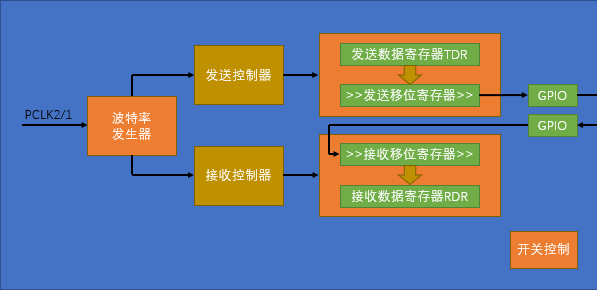 发送数据寄存器TDR
发送控制器
>>发送移位寄存器>>
GPIO
PCLK2/1
波特率
发生器
GPIO
>>接收移位寄存器>>
接收控制器
接收数据寄存器RDR
开关控制